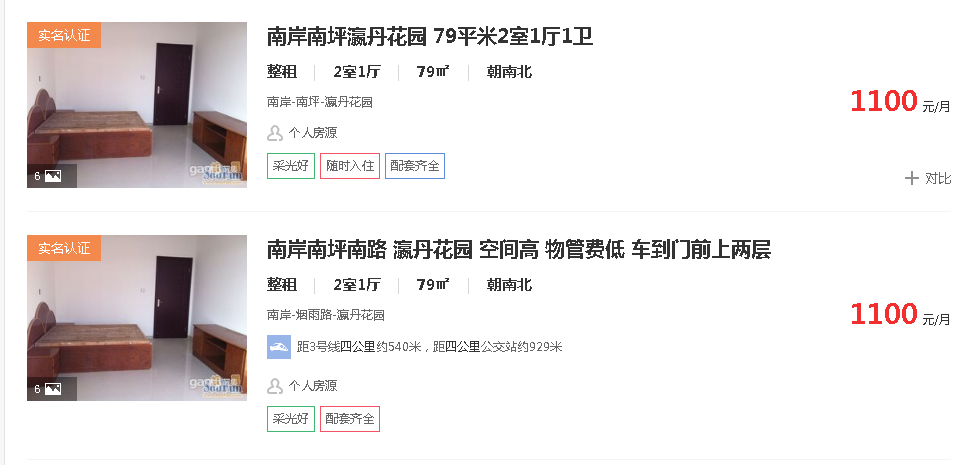 实名认证
南岸南坪瀛丹花园 79平米2室1厅1卫
整租 2室1厅 79㎡ 朝南北
南岸-南坪-瀛丹花园
1100 元/月
个人房源
6
采光好 随时入住 配套齐全
对比
实名认证
南岸南坪南路 瀛丹花园 空间高 物管费低 车到门前上两层
整租 2室1厅 79㎡ 朝南北
南岸-烟雨路-瀛丹花园
1100 元/月
距3号线四公里约540米，距四公里公交站约929米
个人房源
6
采光好 配套齐全